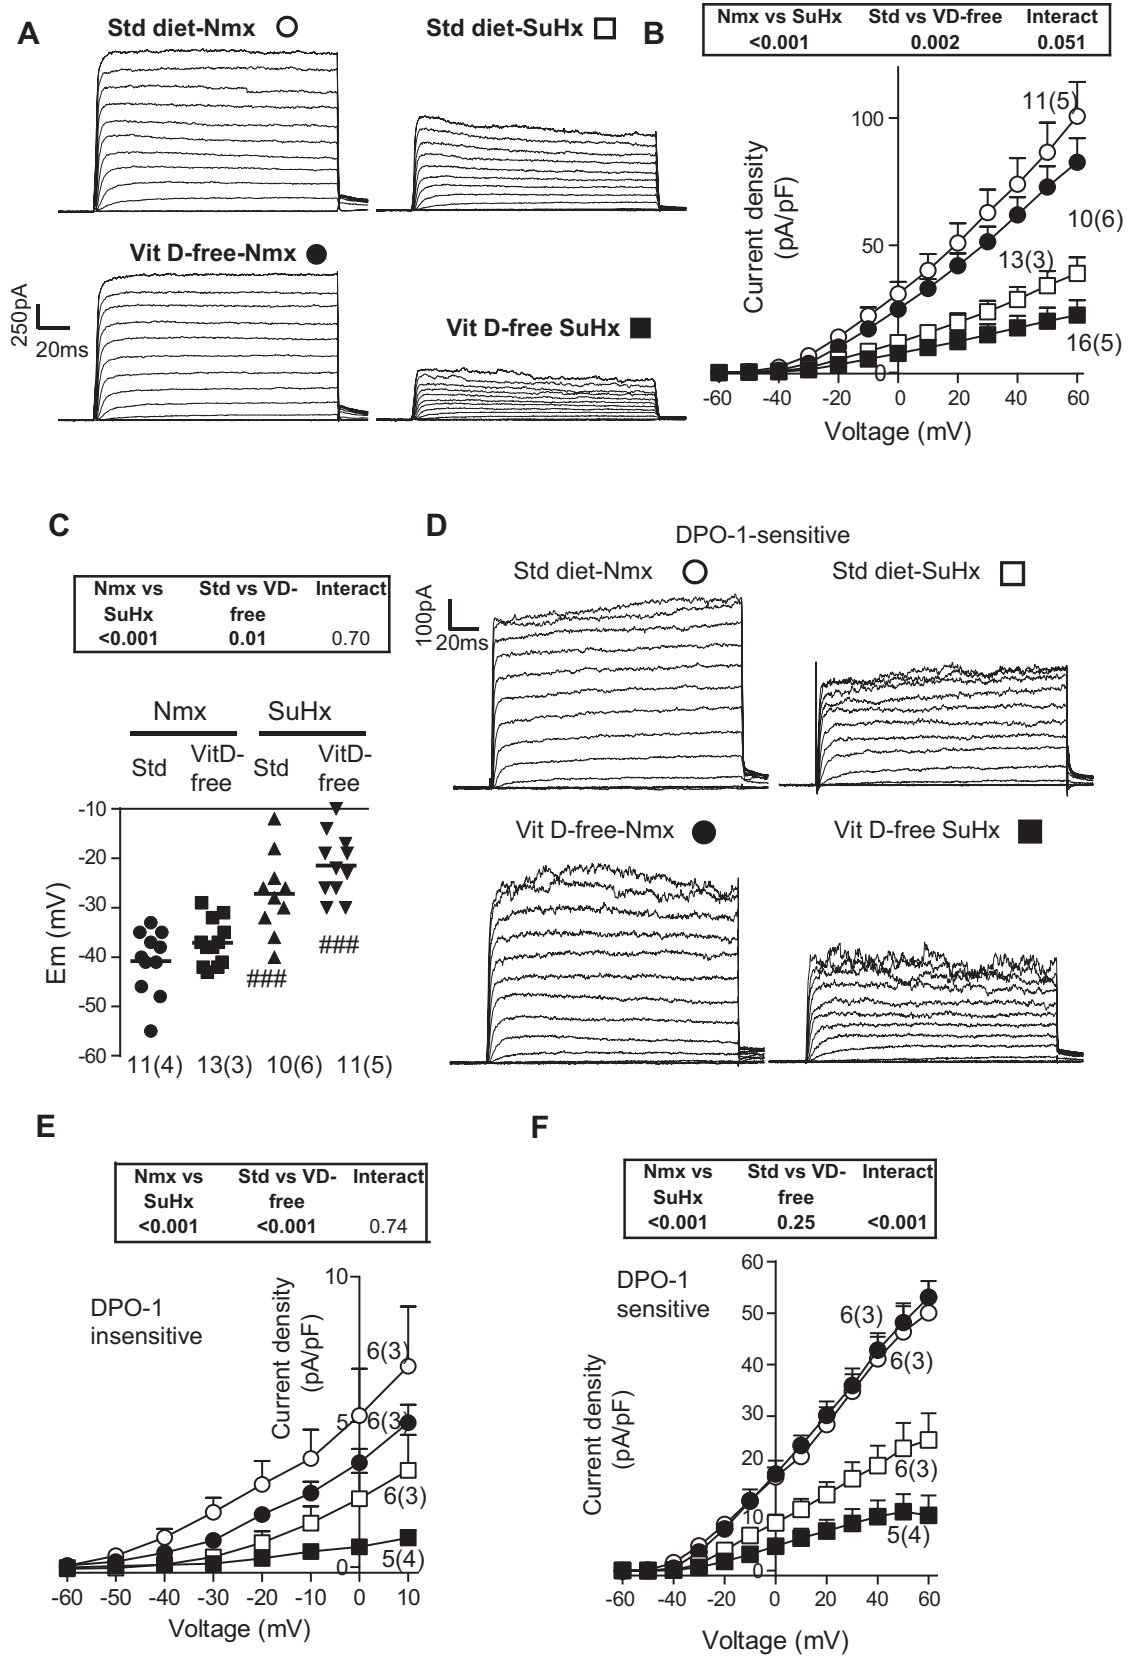 A
Std diet-Nmx
Std diet-SuHx
Vit D-free-Nmx
Vit D-free SuHx
250pA
20ms
B
Nmx vs SuHx Std vs VD-free Interact
<0.001 0.002 0.051
Current density
(pA/pF)
100
50
0
11(5)
10(6)
13(3)
16(5)
-60 -40 -20 0 20 40 60
Voltage (mV)
C
Nmx vs Std vs VD- Interact
SuHx free
<0.001 0.01 0.70
Nmx SuHx
Std VitD- Std VitD-
free free
Em (mV)
-10
-20
-30
-40
-50
-60
###
###
11(4) 13(3) 10(6) 11(5)
D
DPO-1-sensitive
Std diet-Nmx
Std diet-SuHx
100pA
20ms
Vit D-free-Nmx
Vit D-free SuHx
E
Nmx vs Std vs VD- Interact
SuHx free
<0.001 <0.001 0.74
DPO-1
insensitive
Current density
(pA/pF)
10
5
0
6(3)
6(3)
6(3)
5(4)
-60 -50 -40 -30 -20 -10 0 10
Voltage (mV)
F
Nmx vs Std vs VD- Interact
SuHx free
<0.001 0.25 <0.001
DPO-1
sensitive
Current density
(pA/pF)
60
50
40
30
20
10
0
6(3)
6(3)
6(3)
5(4)
-60 -40 -20 0 20 40 60
Voltage (mV)